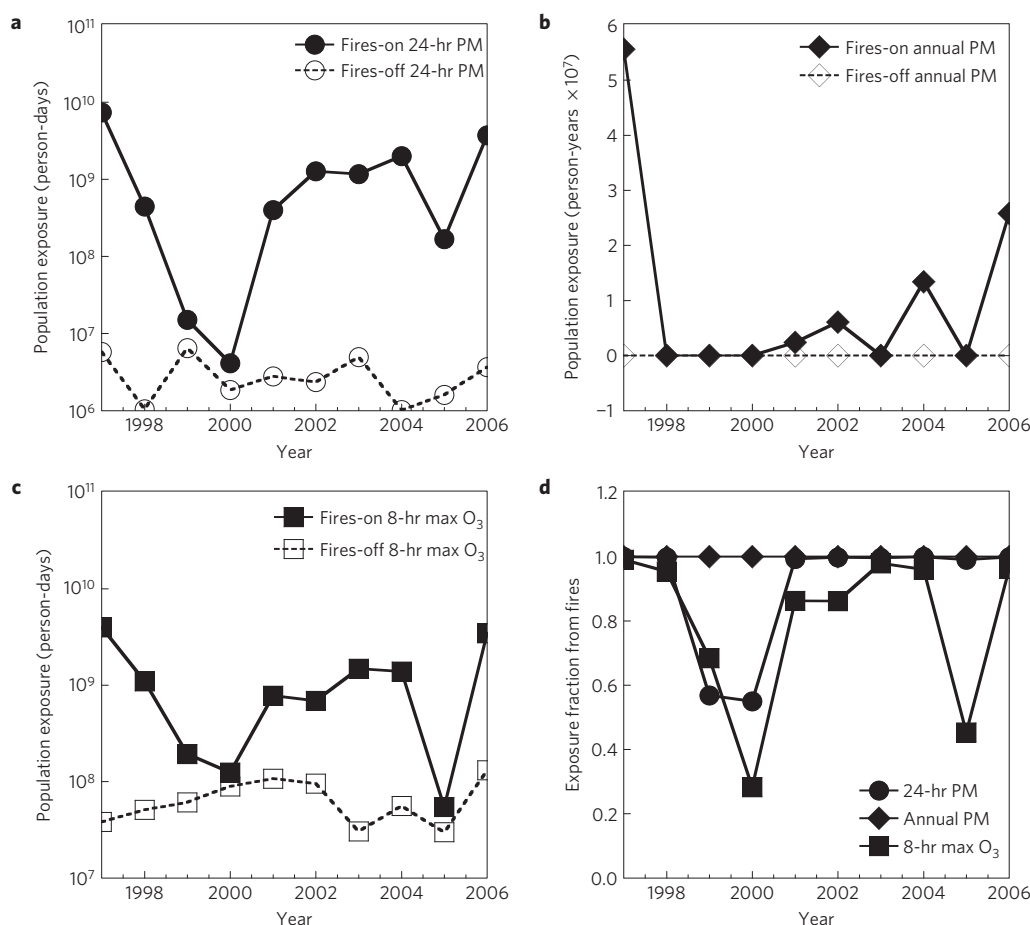 a
10¹¹
10¹⁰
10⁹
10⁸
10⁷
10⁶
Population exposure (person-days)
Fires-on 24-hr PM
Fires-off 24-hr PM
1998
2000
2002
2004
2006
Year
b
6
5
4
3
2
1
0
−1
Population exposure (person-years ×10⁷)
Fires-on annual PM
Fires-off annual PM
1998
2000
2002
2004
2006
Year
c
10¹¹
10¹⁰
10⁹
10⁸
10⁷
Population exposure (person-days)
Fires-on 8-hr max O₃
Fires-off 8-hr max O₃
1998
2000
2002
2004
2006
Year
d
1.2
1.0
0.8
0.6
0.4
0.2
0.0
Exposure fraction from fires
24-hr PM
Annual PM
8-hr max O₃
1998
2000
2002
2004
2006
Year